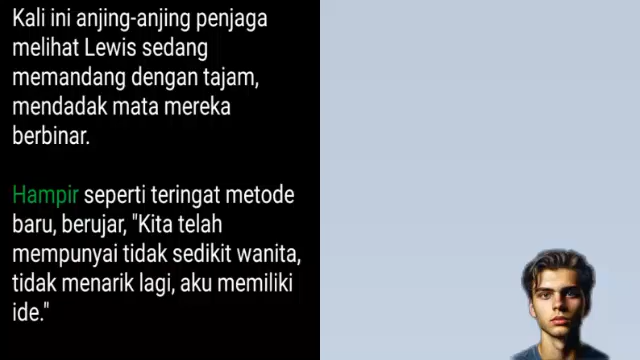 Kali ini anjing-anjing penjaga
melihat Lewis sedang
memandang dengan tajam,
mendadak mata mereka
berbinar.
Hampir seperti teringat metode
baru, berujar, "Kita telah
mempunyai tidak sedikit wanita,
tidak menarik lagi, aku memiliki
ide."